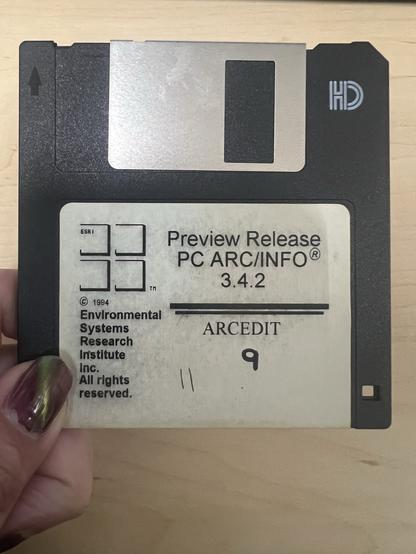 HD
ESRI
TM
Preview Release
PC ARC/INFO®
3.4.2
© 1994
Environmental
Systems
Research
Institute
Inc.
All rights
reserved.
ARCEDIT
9
11